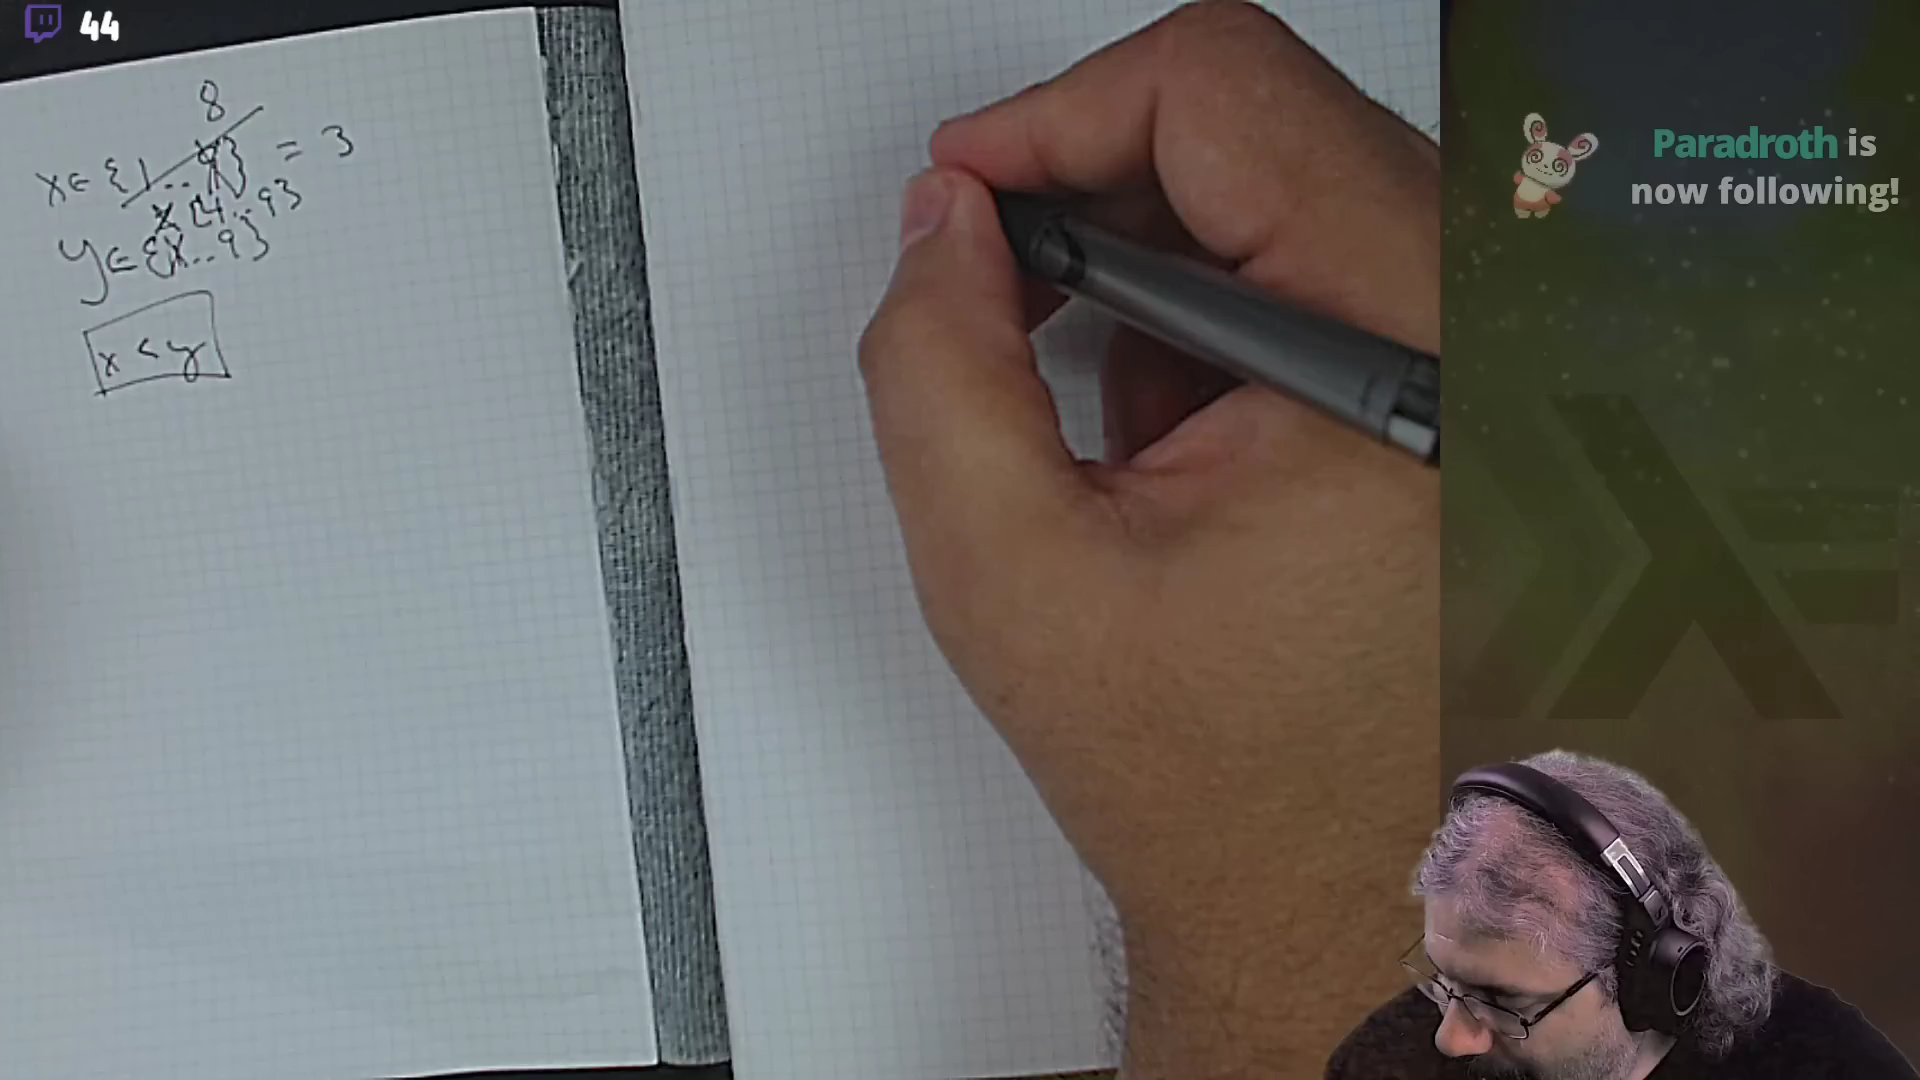 44
8
x ∈ {1..9} = 3
{4..9}
y ∈ {x..9}
x < y
Paradroth is
now following!